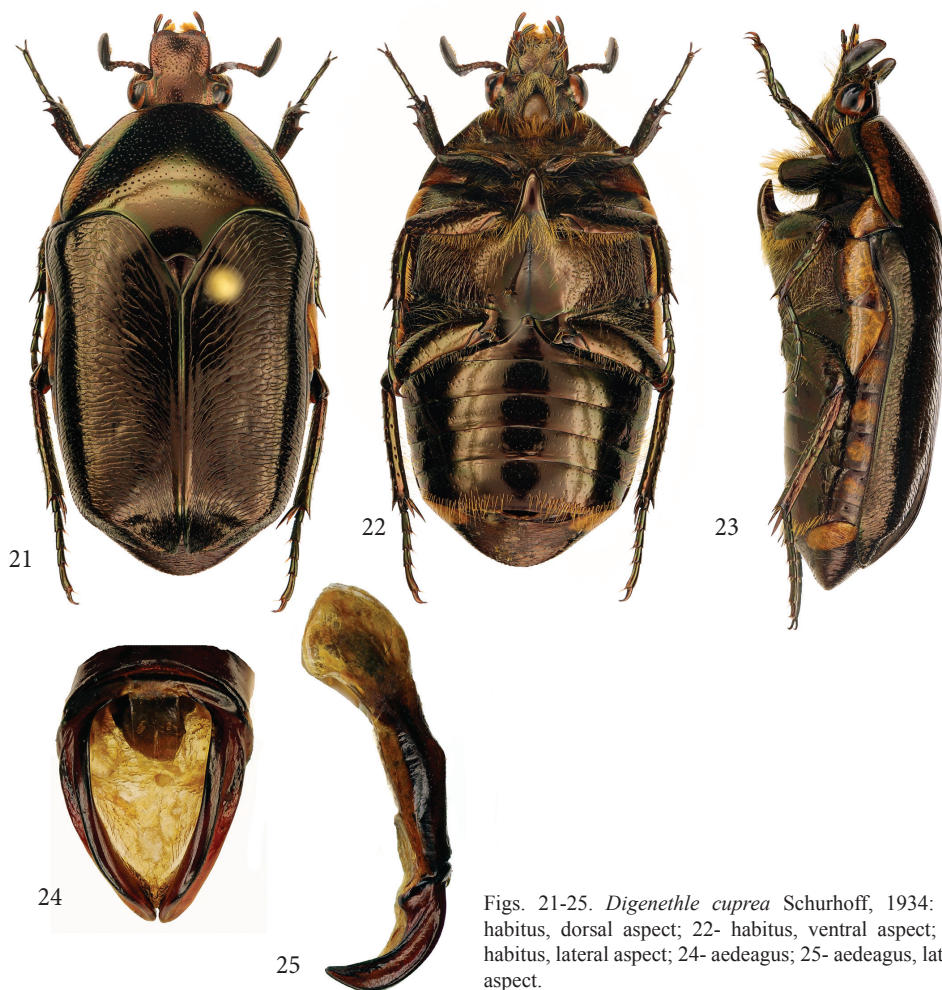 21
22
23
24
25
Figs. 21-25. Digenethle cuprea Schurhoff, 1934:
habitus, dorsal aspect; 22- habitus, ventral aspect;
habitus, lateral aspect; 24- aedeagus; 25- aedeagus, lat
aspect.